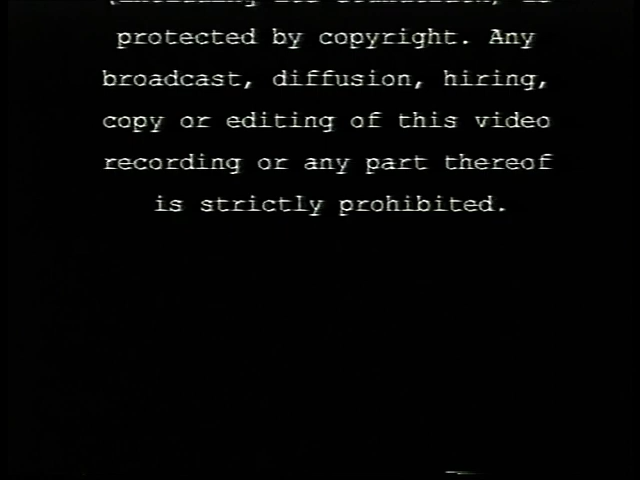 protected by copyright. Any
broadcast, diffusion, hiring,
copy or editing of this video
recording or any part thereof
is strictly prohibited.